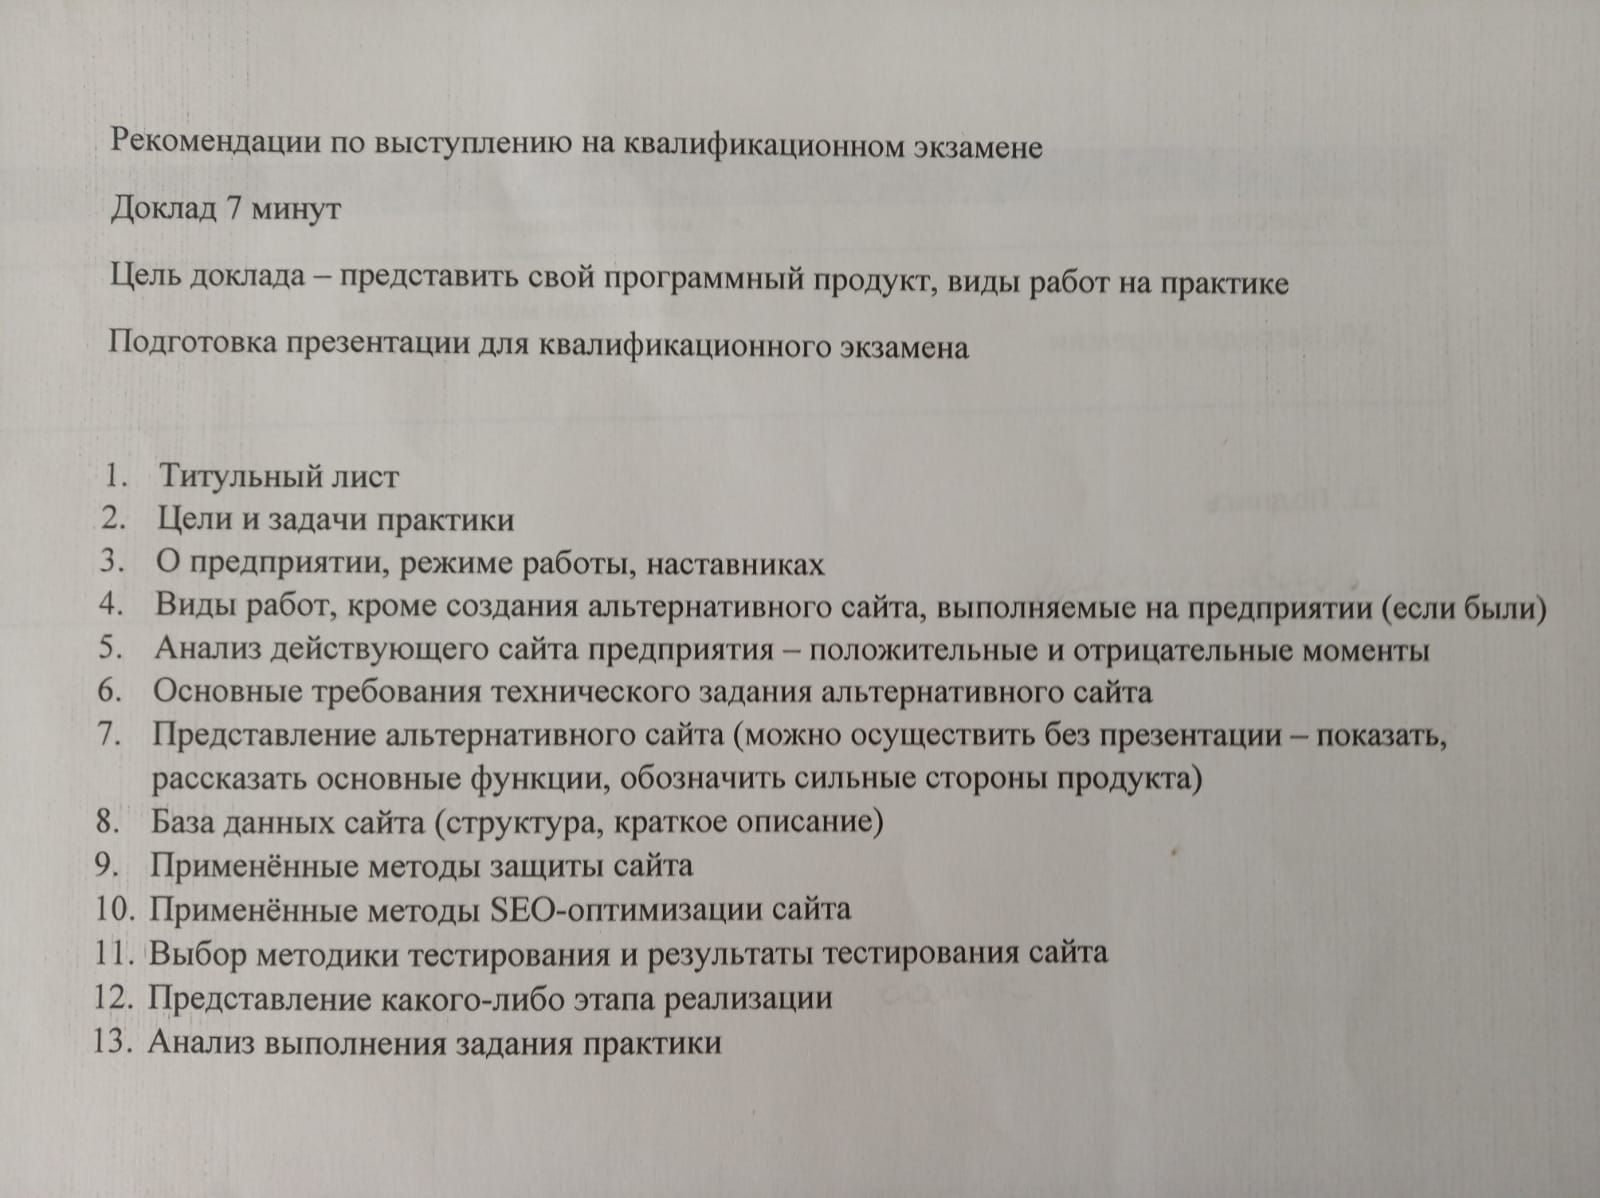 Рекомендации по выступлению на квалификационном экзамене
Доклад 7 минут
Цель доклада – представить свой программный продукт, виды работ на практике
Подготовка презентации для квалификационного экзамена
1. Титульный лист
2. Цели и задачи практики
3. О предприятии, режиме работы, наставниках
4. Виды работ, кроме создания альтернативного сайта, выполняемые на предприятии (если были)
5. Анализ действующего сайта предприятия – положительные и отрицательные моменты
6. Основные требования технического задания альтернативного сайта
7. Представление альтернативного сайта (можно осуществить без презентации – показать,
рассказать основные функции, обозначить сильные стороны продукта)
8. База данных сайта (структура, краткое описание)
9. Применённые методы защиты сайта
10. Применённые методы SEO-оптимизации сайта
11. Выбор методики тестирования и результаты тестирования сайта
12. Представление какого-либо этапа реализации
13. Анализ выполнения задания практики